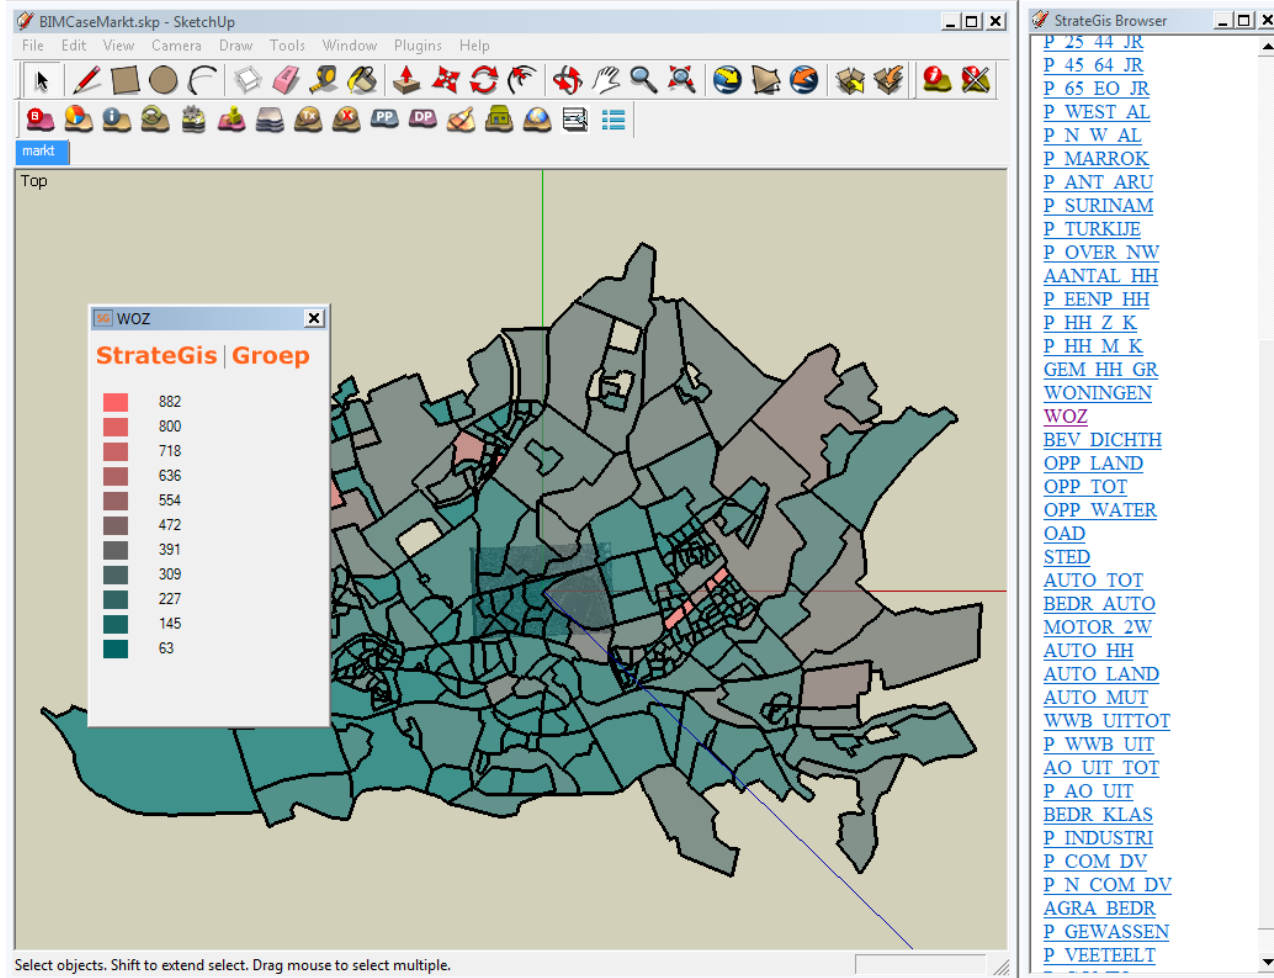 BIMCaseMarkt.skp - SketchUp
File Edit View Camera Draw Tools Window Plugins Help
PP DP
markt
Top
SG WOZ
StrateGis Groep
882
800
718
636
554
472
391
309
227
145
63
Select objects. Shift to extend select. Drag mouse to select multiple.
StrateGis Browser
P_25_44_JR
P_45_64_JR
P_65_EO_JR
P_WEST_AL
P_N_W_AL
P_MARROK
P_ANT_ARU
P_SURINAM
P_TURKIJE
P_OVER_NW
AANTAL_HH
P_EENP_HH
P_HH_Z_K
P_HH_M_K
GEM_HH_GR
WONINGEN
WOZ
BEV_DICHTH
OPP_LAND
OPP_TOT
OPP_WATER
OAD
STED
AUTO_TOT
BEDR_AUTO
MOTOR_2W
AUTO_HH
AUTO_LAND
AUTO_MUT
WWB_UITTOT
P_WWB_UIT
AO_UIT_TOT
P_AO_UIT
BEDR_KLAS
P_INDUSTRI
P_COM_DV
P_N_COM_DV
AGRA_BEDR
P_GEWASSEN
P_VEETEELT